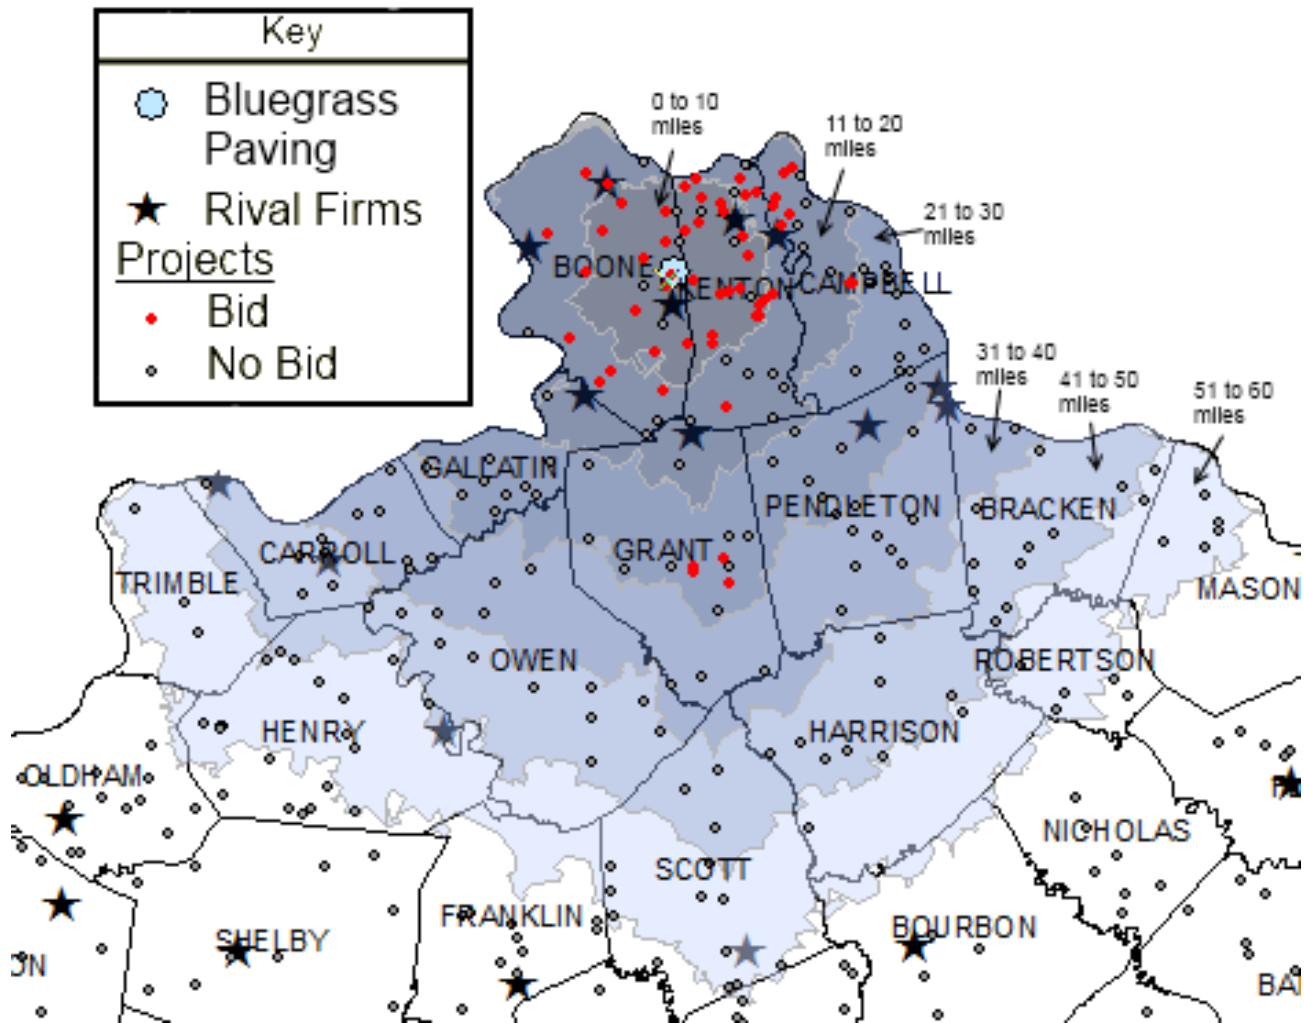 Key
Bluegrass
Paving
Rival Firms
Projects
Bid
No Bid
0 to 10
miles
11 to 20
miles
21 to 30
miles
BOONE
KENTON
CAMPBELL
31 to 40
miles
41 to 50
miles
51 to 60
miles
GALLATIN
PENDLETON
BRACKEN
CARROLL
GRANT
TRIMBLE
MASON
OWEN
ROBERTSON
HENRY
HARRISON
OLDHAM
NICHOLAS
SCOTT
FRANKLIN
BOURBON
SHELBY
ON
BA